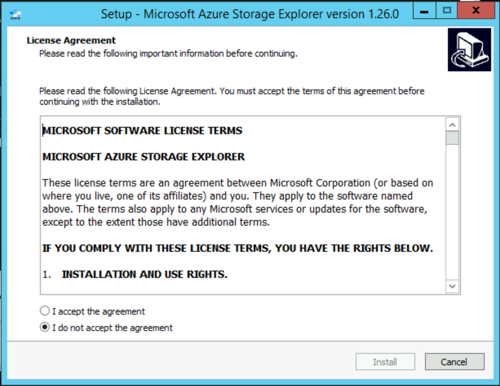 Setup - Microsoft Azure Storage Explorer version 1.26.0
License Agreement
Please read the following important information before continuing.
Please read the following License Agreement. You must accept the terms of this agreement before
continuing with the installation.
MICROSOFT SOFTWARE LICENSE TERMS
MICROSOFT AZURE STORAGE EXPLORER
These license terms are an agreement between Microsoft Corporation (or based on
where you live, one of its affiliates) and you. They apply to the software named
above. The terms also apply to any Microsoft services or updates for the software,
except to the extent those have additional terms.
IF YOU COMPLY WITH THESE LICENSE TERMS, YOU HAVE THE RIGHTS BELOW.
1. INSTALLATION AND USE RIGHTS.
I accept the agreement
I do not accept the agreement
Install
Cancel